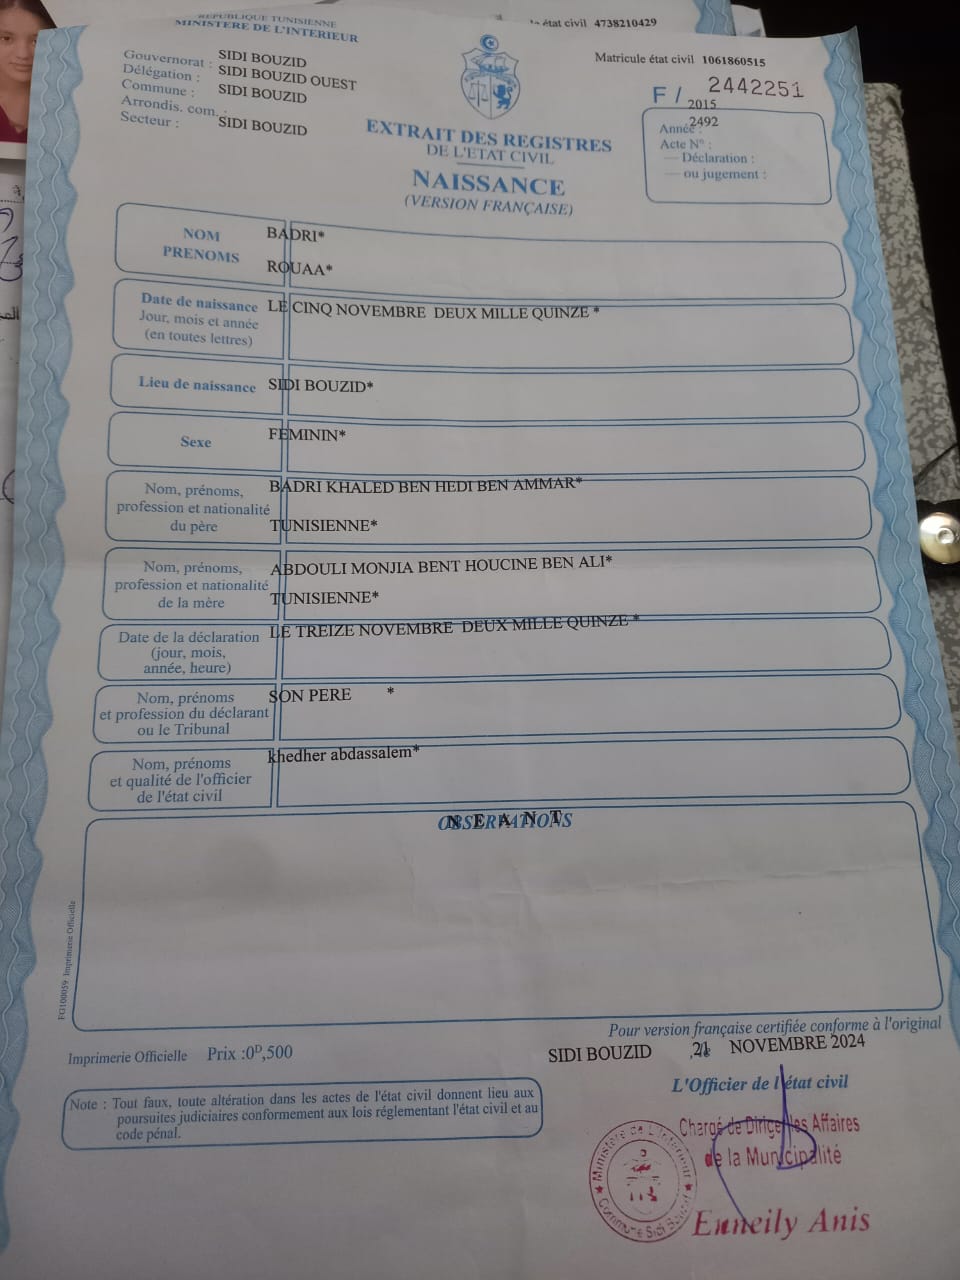 REPUBLIQUE TUNISIENNE
MINISTERE DE L'INTERIEUR
état civil 4738210429
Matricule état civil 1061860515
Gouvernorat : SIDI BOUZID
Délégation : SIDI BOUZID OUEST
Commune : SIDI BOUZID
Arrondis. com. :
Secteur : SIDI BOUZID
F / 2442251
2015
Année :
2492
Acte N° :
— Déclaration :
— ou jugement :
EXTRAIT DES REGISTRES
DE L'ETAT CIVIL
NAISSANCE
(VERSION FRANÇAISE)
NOM BADRI*
PRENOMS ROUAA*
Date de naissance LE CINQ NOVEMBRE DEUX MILLE QUINZE *
Jour, mois et année
(en toutes lettres)
Lieu de naissance SIDI BOUZID*
Sexe FEMININ*
Nom, prénoms, BADRI KHALED BEN HEDI BEN AMMAR*
profession et nationalité
du père TUNISIENNE*
Nom, prénoms, ABDOULI MONJIA BENT HOUCINE BEN ALI*
profession et nationalité
de la mère TUNISIENNE*
Date de la déclaration LE TREIZE NOVEMBRE DEUX MILLE QUINZE *
(jour, mois,
année, heure)
Nom, prénoms SON PERE *
et profession du déclarant
ou le Tribunal
Nom, prénoms khedher abdassalem*
et qualité de l'officier
de l'état civil
OBSERVATIONS
N E A N T
FG100059 Imprimerie Officielle
Pour version française certifiée conforme à l'original
Imprimerie Officielle Prix :0ᴰ,500
SIDI BOUZID ,le 21 NOVEMBRE 2024
L'Officier de l'état civil
Note : Tout faux, toute altération dans les actes de l'état civil donnent lieu aux
poursuites judiciaires conformement aux lois réglementant l'état civil et au
code pénal.
Chargé de Diriger les Affaires
de la Municipalité
Enneily Anis
Ministère de L'Intérieur
Commune Sidi Bouzid